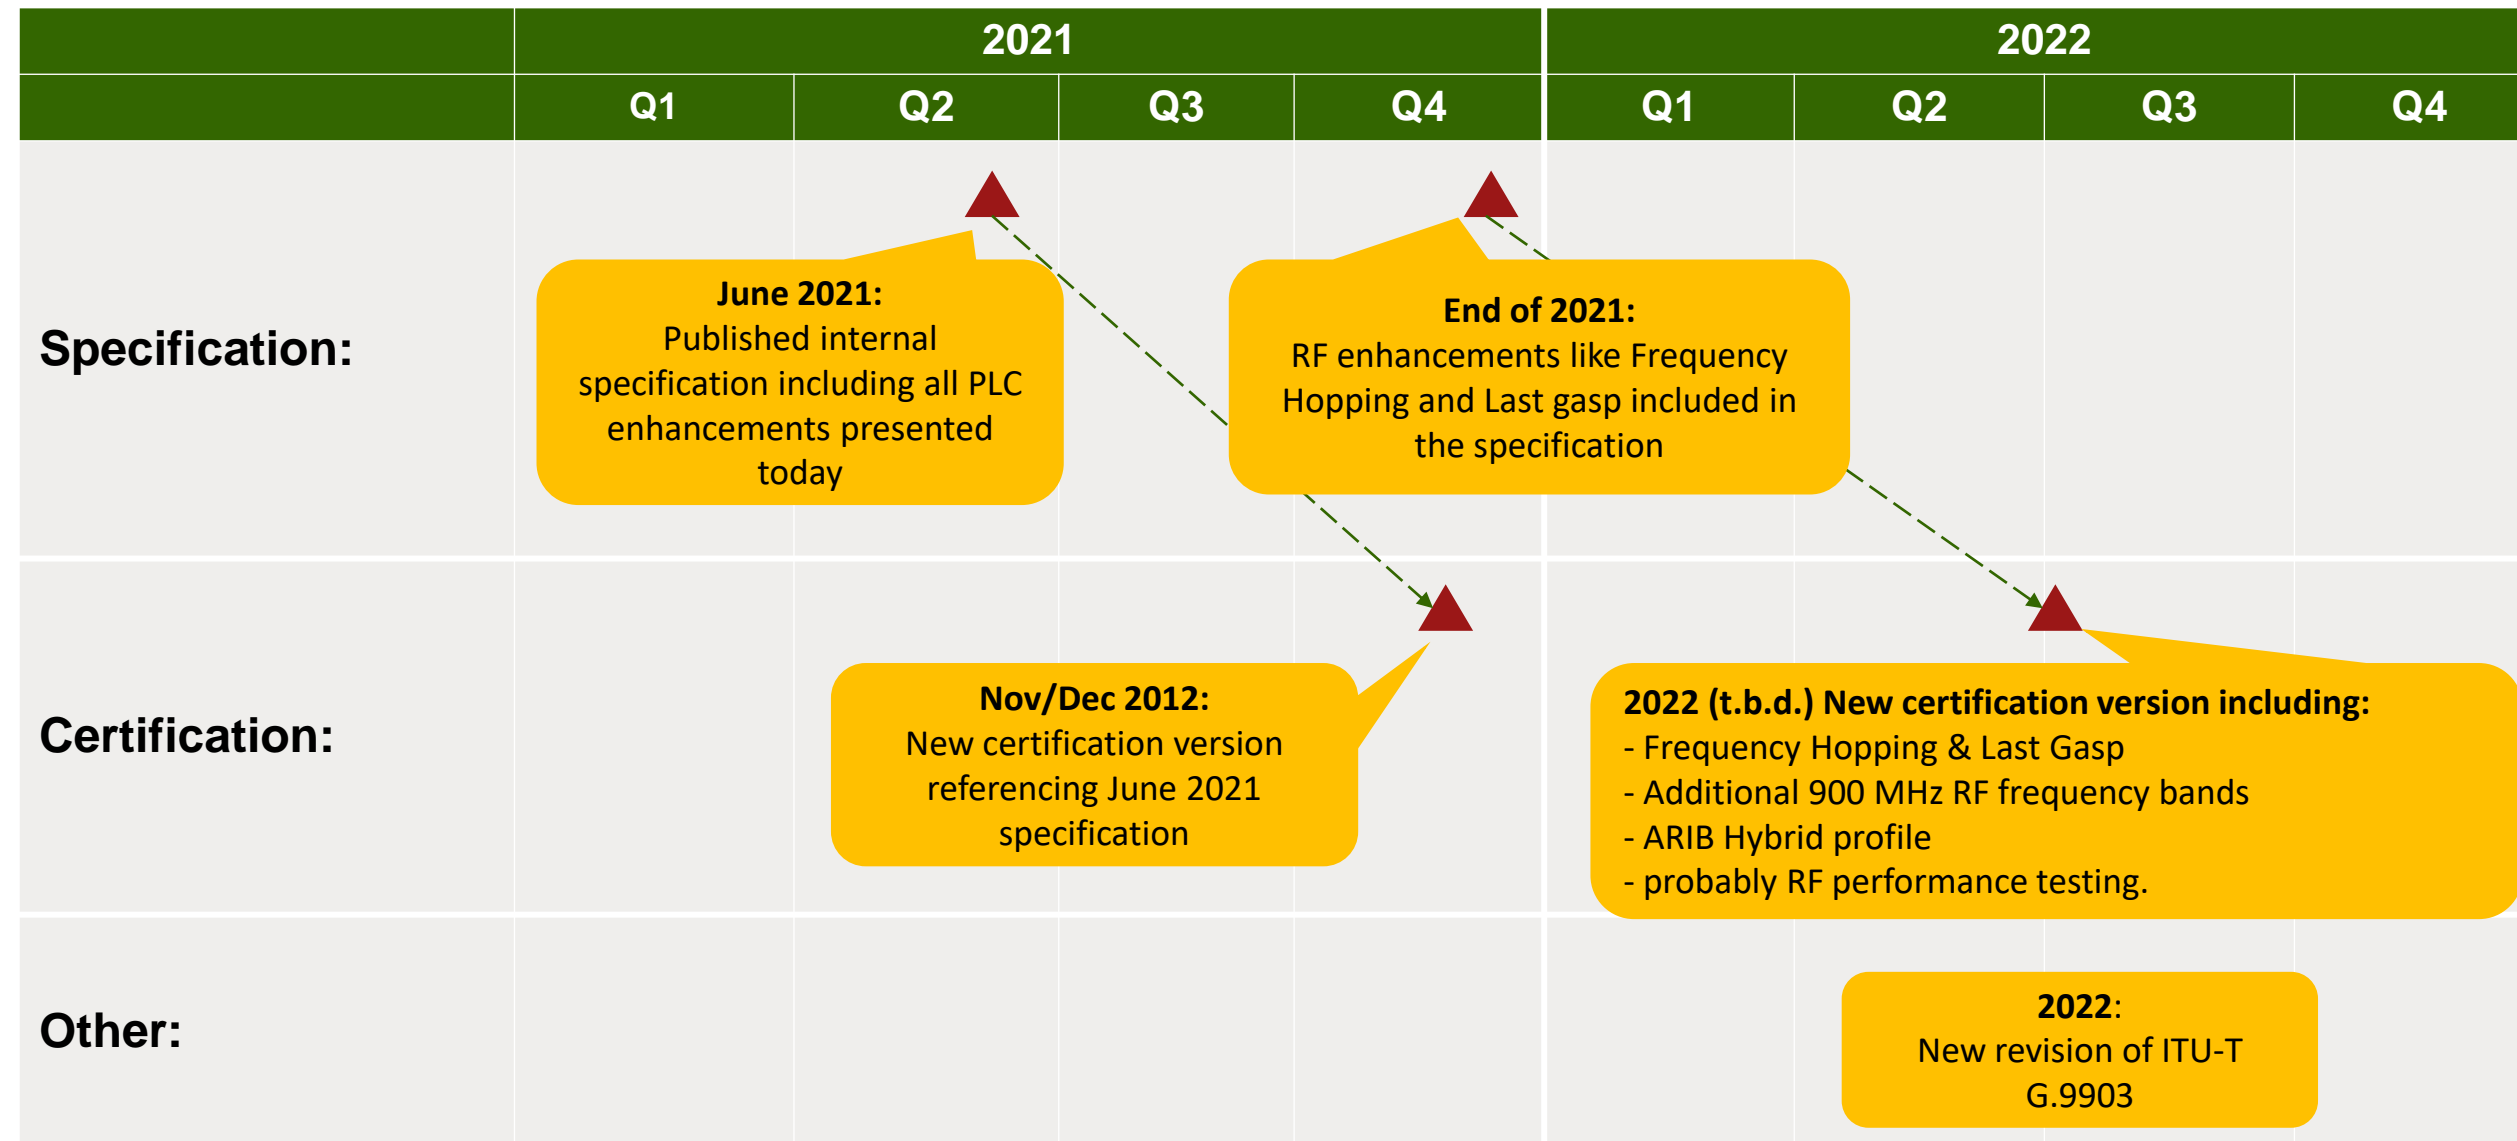 2021
2022
Q1
Q2
Q3
Q4
Q1
Q2
Q3
Q4
Specification:
June 2021:
Published internal
specification including all PLC
enhancements presented
today
End of 2021:
RF enhancements like Frequency
Hopping and Last gasp included in
the specification
Certification:
Nov/Dec 2012:
New certification version
referencing June 2021
specification
2022 (t.b.d.) New certification version including:
- Frequency Hopping & Last Gasp
- Additional 900 MHz RF frequency bands
- ARIB Hybrid profile
- probably RF performance testing.
Other:
2022:
New revision of ITU-T
G.9903